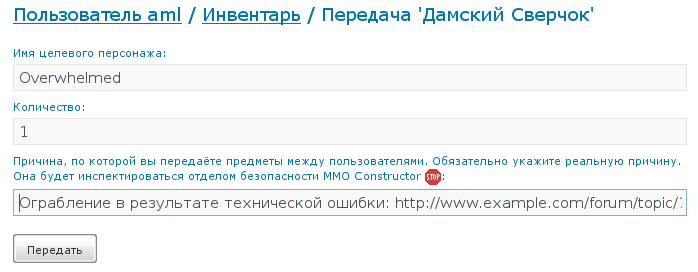 Пользователь aml / Инвентарь / Передача 'Дамский Сверчок'
Имя целевого персонажа:
Overwhelmed
Количество:
1
Причина, по которой вы передаёте предметы между пользователями. Обязательно укажите реальную причину.
Она будет инспектироваться отделом безопасности MMO Constructor STOP:
Ограбление в результате технической ошибки: http://www.example.com/forum/topic/
Передать